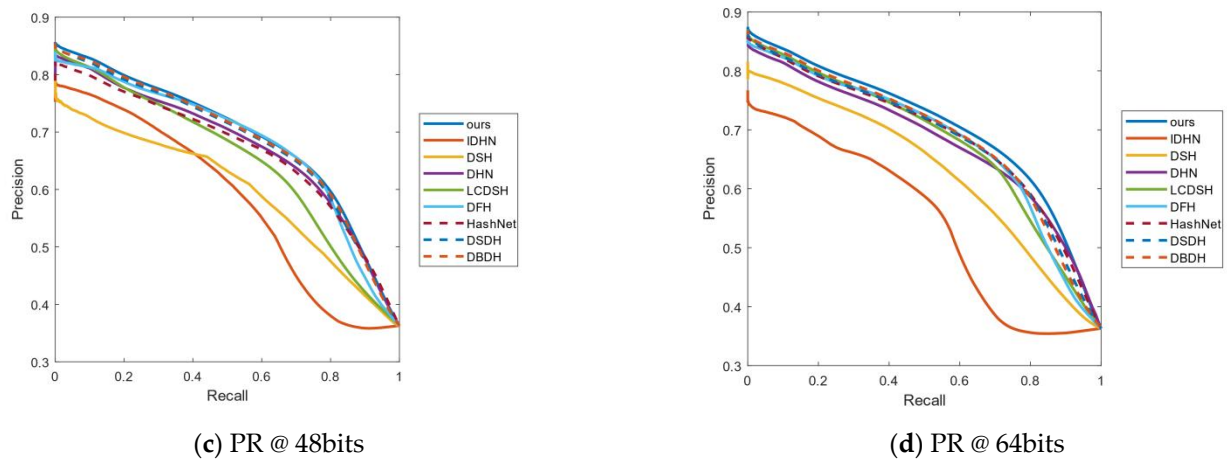 0.9
0.8
0.7
0.6
0.5
0.4
0.3
Precision
0 0.2 0.4 0.6 0.8 1
Recall
ours
IDHN
DSH
DHN
LCDSH
DFH
HashNet
DSDH
DBDH
(c) PR @ 48bits
0.9
0.8
0.7
0.6
0.5
0.4
0.3
Precision
0 0.2 0.4 0.6 0.8 1
Recall
ours
IDHN
DSH
DHN
LCDSH
DFH
HashNet
DSDH
DBDH
(d) PR @ 64bits